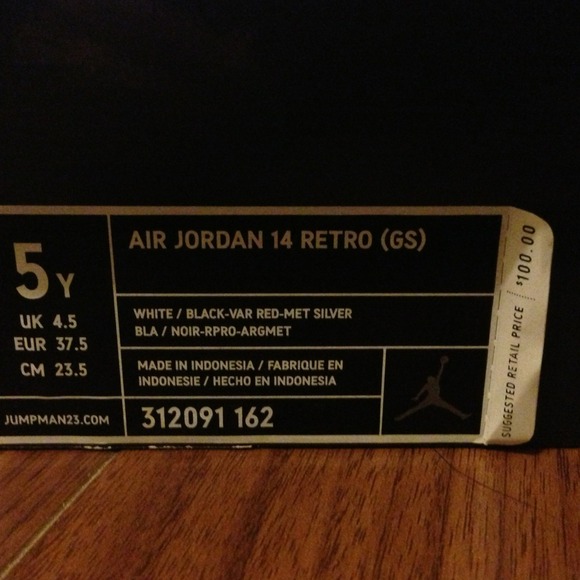 5 Y
UK 4.5
EUR 37.5
CM 23.5
JUMPMAN23.COM
AIR JORDAN 14 RETRO (GS)
WHITE / BLACK-VAR RED-MET SILVER
BLA / NOIR-RPRO-ARGMET
MADE IN INDONESIA / FABRIQUE EN
INDONESIE / HECHO EN INDONESIA
312091 162
SUGGESTED RETAIL PRICE $100.00